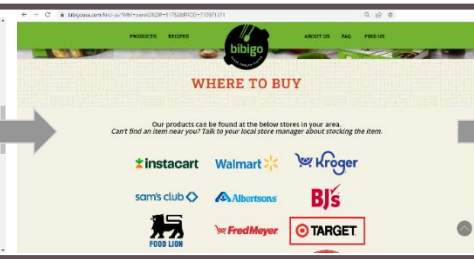 PRODUCTS RECIPES bibigo ABOUT US FAQ FIND US
WHERE TO BUY
Our products can be found at the below stores in your area.
Can't find an item near you? Talk to your local store manager about stocking the item.
instacart Walmart Kroger
sam's club Albertsons BJ's
FOOD LION Fred Meyer TARGET